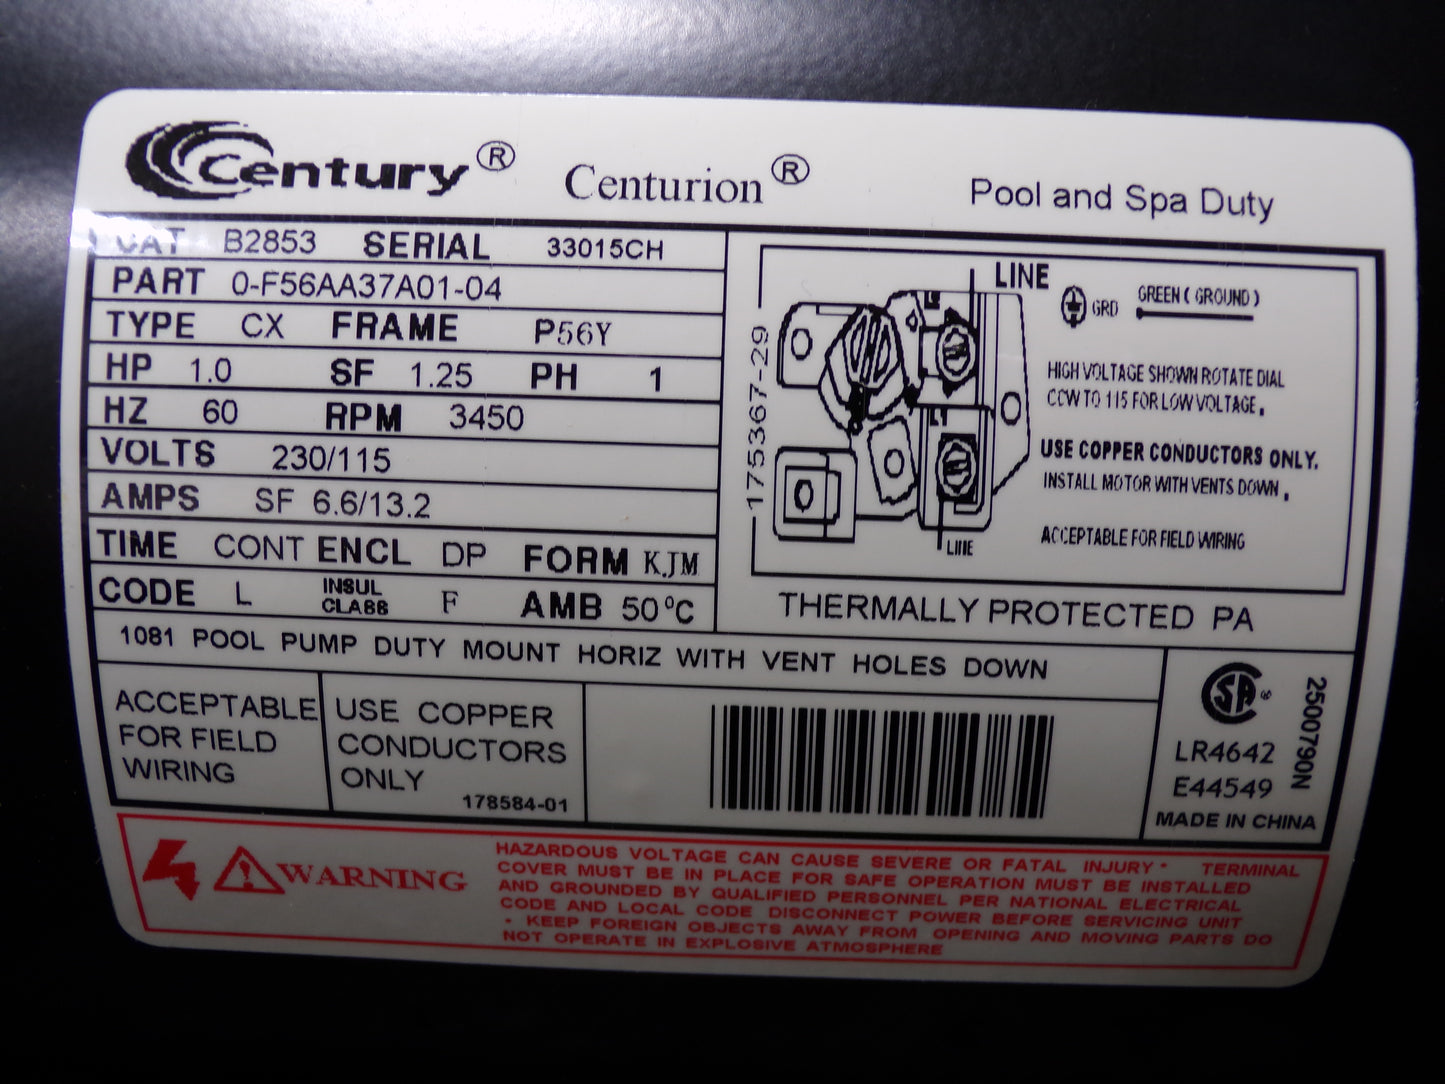 Century® Centurion® Pool and Spa Duty
CAT B2853 SERIAL 33015CH
PART 0-F56AA37A01-04
TYPE CX FRAME P56Y
HP 1.0 SF 1.25 PH 1
HZ 60 RPM 3450
VOLTS 230/115
AMPS SF 6.6/13.2
TIME CONT ENCL DP FORM KJM
CODE L INSUL CLASS F AMB 50°C
1753367-29
LINE
GRD GREEN ( GROUND )
L2
L1
LINE
HIGH VOLTAGE SHOWN ROTATE DIAL
CCW TO 115 FOR LOW VOLTAGE.
USE COPPER CONDUCTORS ONLY.
INSTALL MOTOR WITH VENTS DOWN.
ACCEPTABLE FOR FIELD WIRING
THERMALLY PROTECTED PA
1081 POOL PUMP DUTY MOUNT HORIZ WITH VENT HOLES DOWN
ACCEPTABLE
FOR FIELD
WIRING
USE COPPER
CONDUCTORS
ONLY
178584-01
SA®
LR4642
E44549
MADE IN CHINA
2500790N
WARNING
HAZARDOUS VOLTAGE CAN CAUSE SEVERE OR FATAL INJURY · TERMINAL
COVER MUST BE IN PLACE FOR SAFE OPERATION MUST BE INSTALLED
AND GROUNDED BY QUALIFIED PERSONNEL PER NATIONAL ELECTRICAL
CODE AND LOCAL CODE DISCONNECT POWER BEFORE SERVICING UNIT
· KEEP FOREIGN OBJECTS AWAY FROM OPENING AND MOVING PARTS DO
NOT OPERATE IN EXPLOSIVE ATMOSPHERE